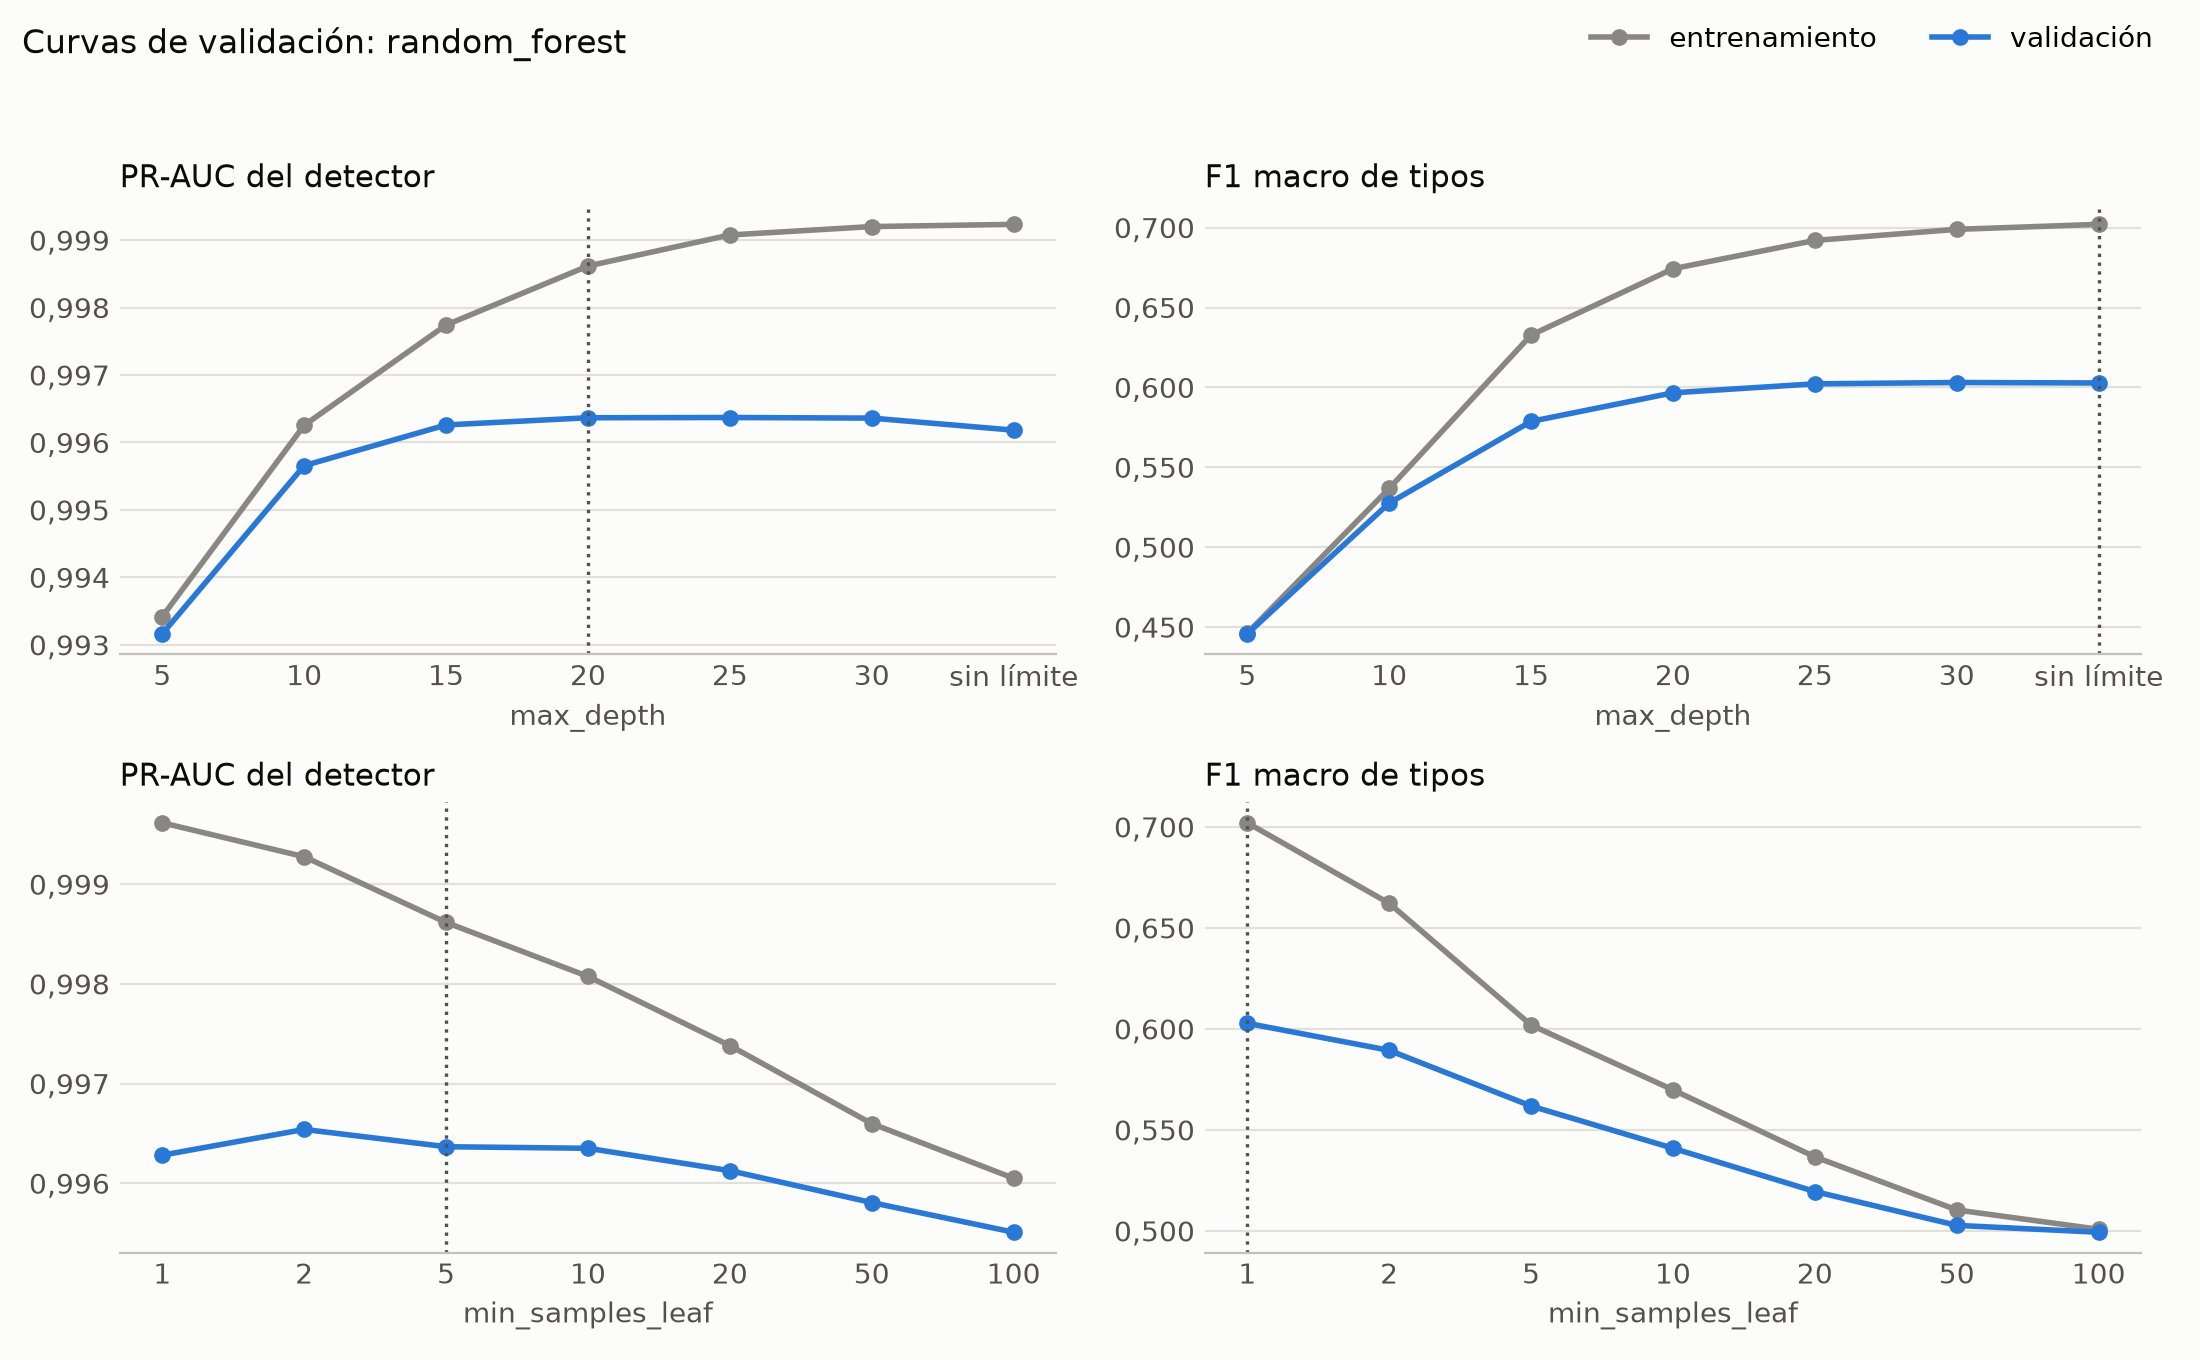 Curvas de validación: random_forest
entrenamiento
validación
PR-AUC del detector
0,999
0,998
0,997
0,996
0,995
0,994
0,993
5 10 15 20 25 30 sin límite
max_depth
F1 macro de tipos
0,700
0,650
0,600
0,550
0,500
0,450
5 10 15 20 25 30 sin límite
max_depth
PR-AUC del detector
0,999
0,998
0,997
0,996
1 2 5 10 20 50 100
min_samples_leaf
F1 macro de tipos
0,700
0,650
0,600
0,550
0,500
1 2 5 10 20 50 100
min_samples_leaf